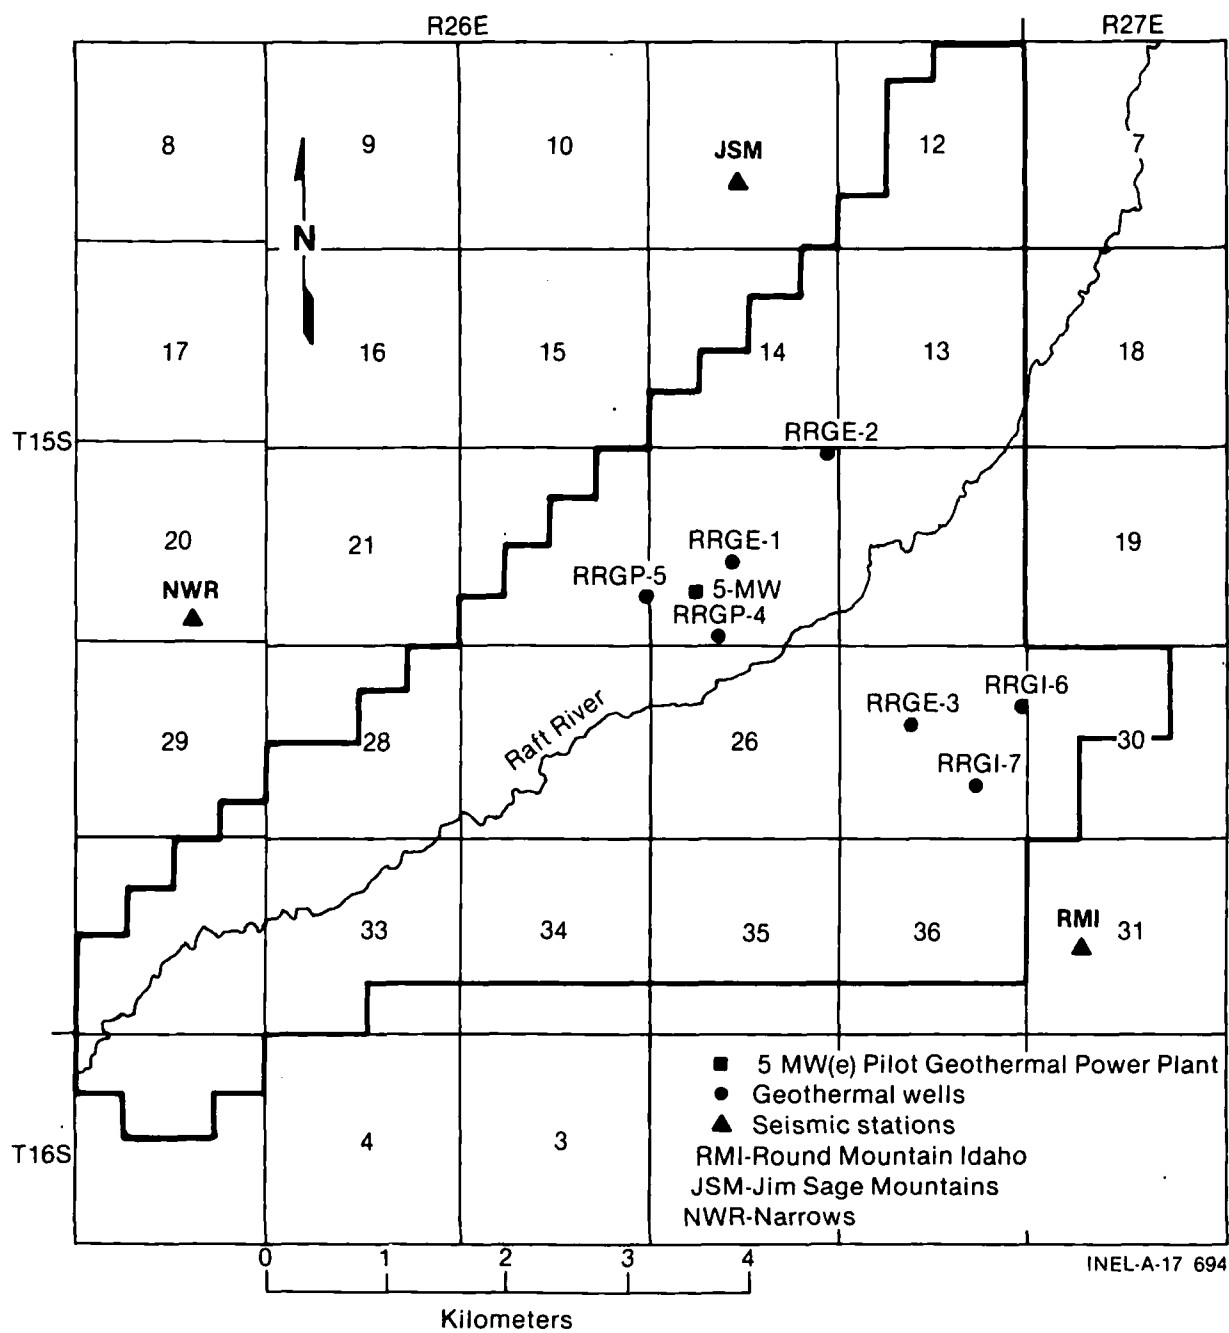 R26E
R27E
8
9
10
JSM
12
7
N
17
16
15
14
13
18
T15S
RRGE-2
20
21
RRGE-1
19
NWR
RRGP-5
5-MW
RRGP-4
29
28
Raft River
26
RRGE-3
RRGI-6
30
RRGI-7
33
34
35
36
RMI
31
T16S
4
3
5 MW(e) Pilot Geothermal Power Plant
Geothermal wells
Seismic stations
RMI-Round Mountain Idaho
JSM-Jim Sage Mountains
NWR-Narrows
0 1 2 3 4
Kilometers
INEL-A-17 694